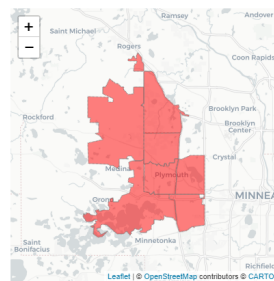 Ramsey
Andover
+
Saint Michael
−
Rogers
Coon Rapids
Brooklyn Park
Rockford
Brooklyn
Center
Crystal
Medina
Plymouth
Orono
MINNEA
Minnetonka
Saint
Bonifacius
Richfield
Leaflet | © OpenStreetMap contributors © CARTO